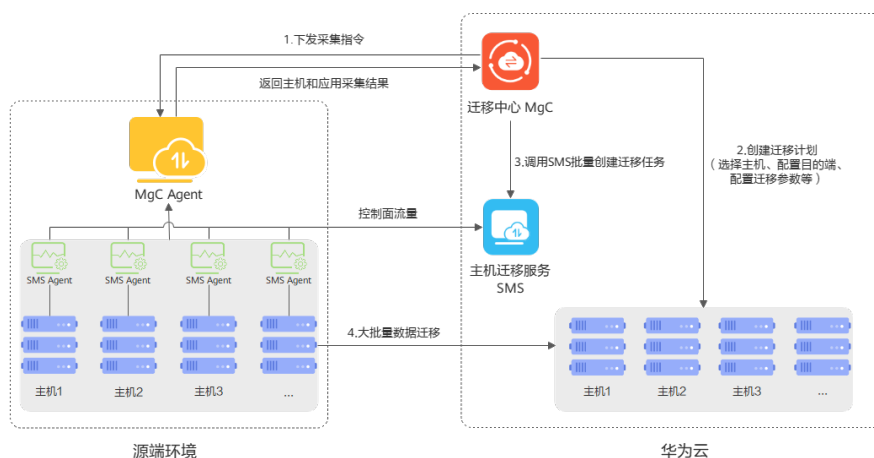 1.下发采集指令
返回主机和应用采集结果
迁移中心 MgC
MgC Agent
3.调用SMS批量创建迁移任务
2.创建迁移计划
（选择主机、配置目的端、
配置迁移参数等）
控制面流量
主机迁移服务
SMS
SMS Agent
SMS Agent
SMS Agent
SMS Agent
4.大批量数据迁移
主机1
主机2
主机3
...
主机1
主机2
主机3
...
源端环境
华为云